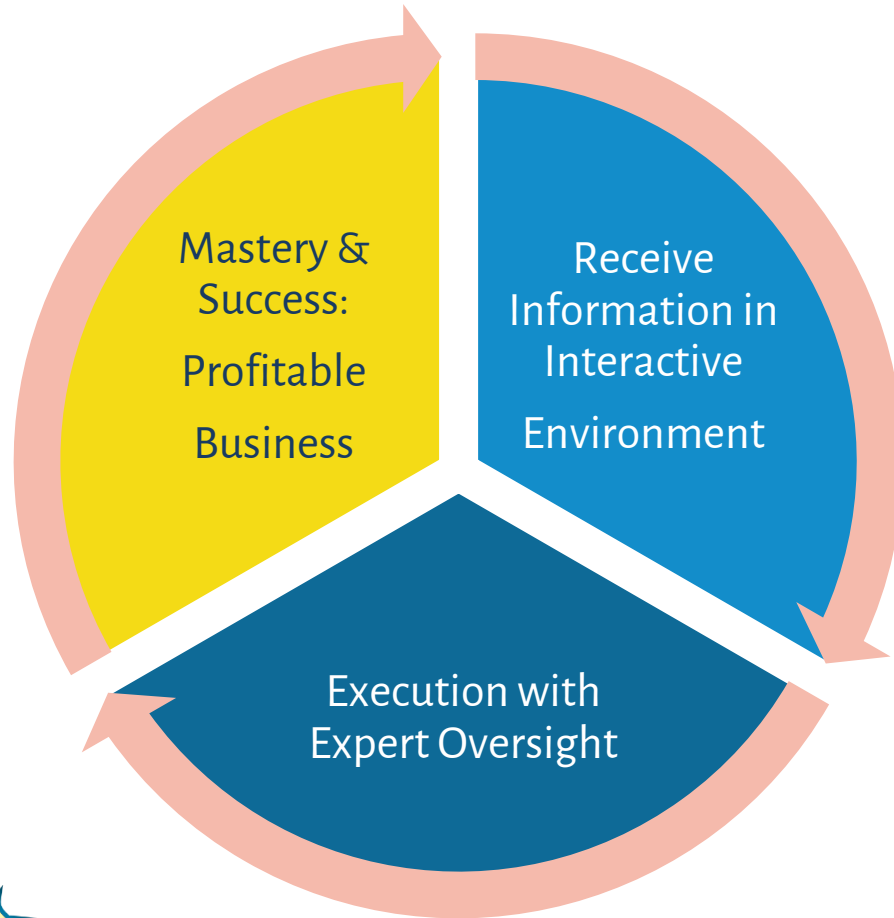 Mastery &
Success:
Profitable
Business
Receive
Information in
Interactive
Environment
Execution with
Expert Oversight